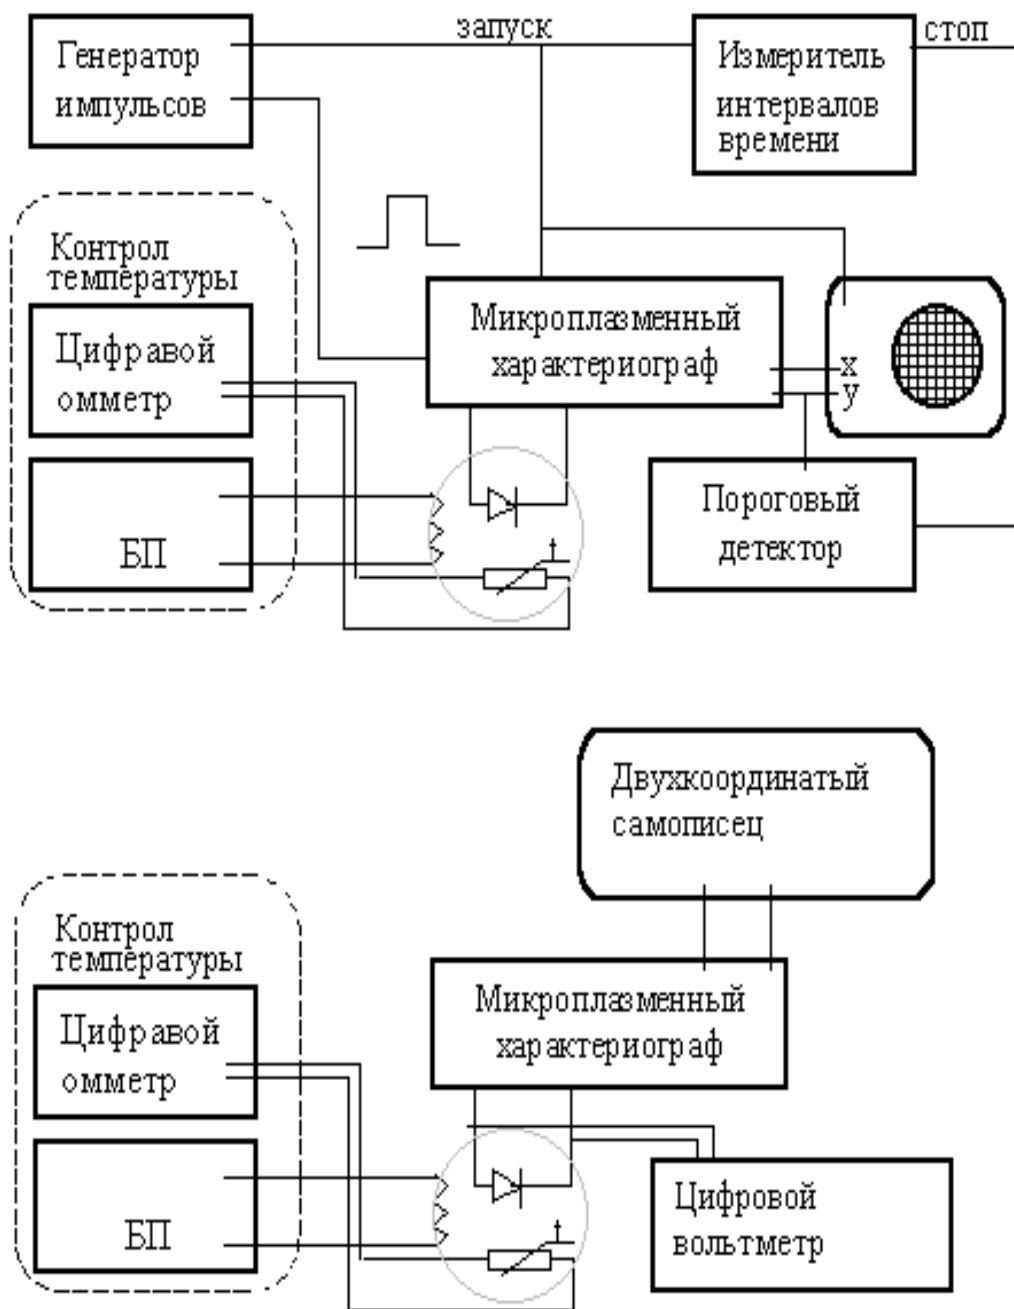 запуск
стоп
Генератор
импульсов
Измеритель
интервалов
времени
Контрол
температуры
Цифравой
омметр
БП
Микроплазменный
характериограф
x
y
Пороговый
детектор
t
Двухкоординатый
самописец
Контрол
температуры
Цифравой
омметр
БП
Микроплазменный
характериограф
t
Цифровой
вольтметр